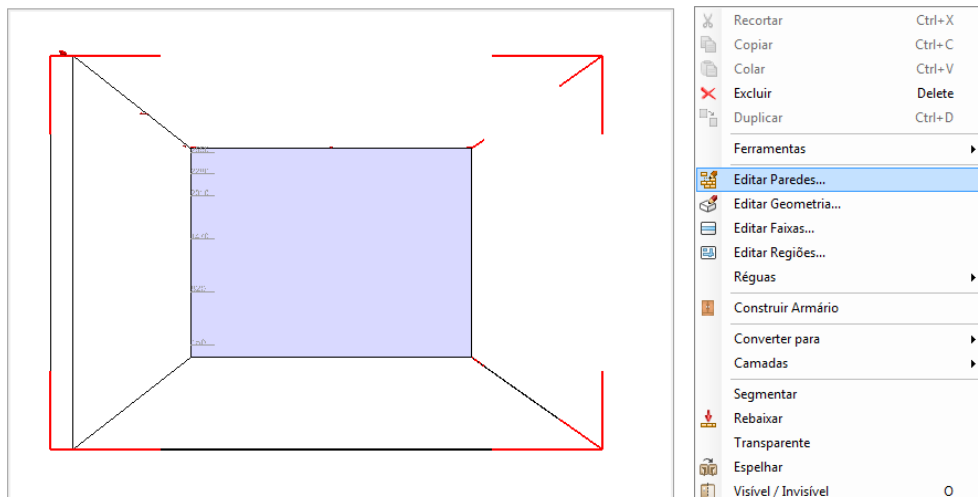 Recortar Ctrl+X
Copiar Ctrl+C
Colar Ctrl+V
Excluir Delete
Duplicar Ctrl+D
Ferramentas
Editar Paredes...
Editar Geometria...
Editar Faixas...
Editar Regiões...
Réguas
Construir Armário
Converter para
Camadas
Segmentar
Rebaixar
Transparente
Espelhar
Visível / Invisível O